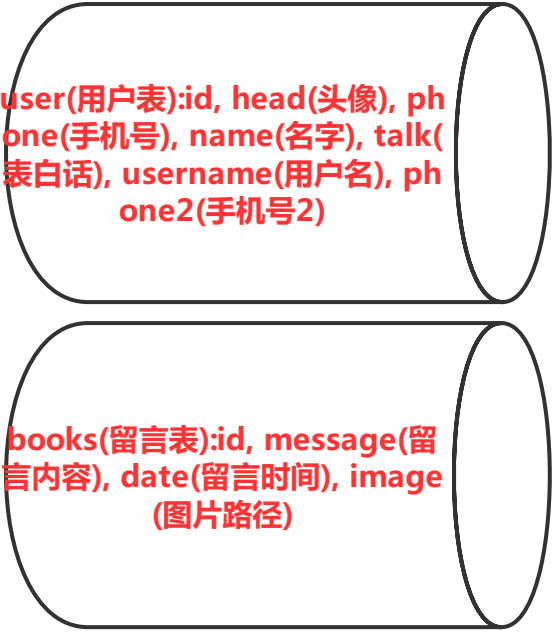 user(用户表):id, head(头像), ph
one(手机号), name(名字), talk(
表白话), username(用户名), ph
one2(手机号2)
books(留言表):id, message(留
言内容), date(留言时间), image
(图片路径)